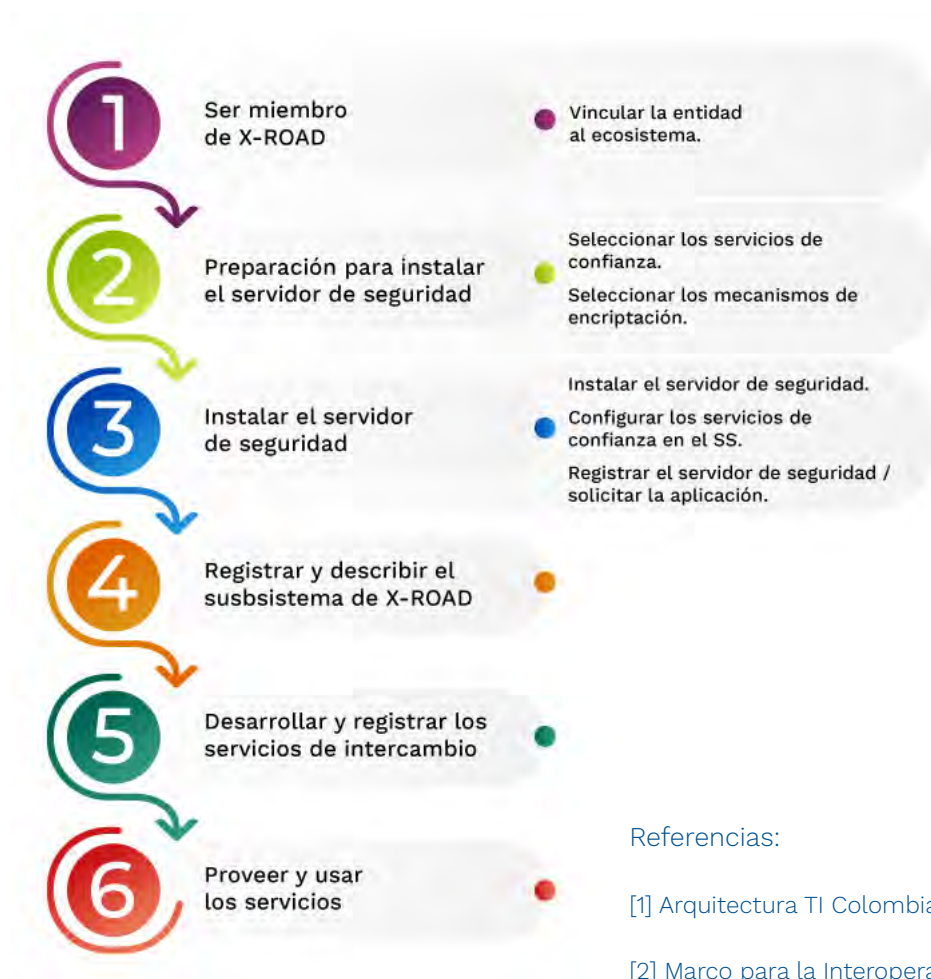 1
Ser miembro
de X-ROAD
Vincular la entidad
al ecosistema.
2
Preparación para instalar
el servidor de seguridad
Seleccionar los servicios de
confianza.
Seleccionar los mecanismos de
encriptación.
3
Instalar el servidor
de seguridad
Instalar el servidor de seguridad.
Configurar los servicios de
confianza en el SS.
Registrar el servidor de seguridad /
solicitar la aplicación.
4
Registrar y describir el
susbsistema de X-ROAD
5
Desarrollar y registrar los
servicios de intercambio
6
Proveer y usar
los servicios
Referencias:
[1] Arquitectura TI Colombia
[2] Marco para la Interopera